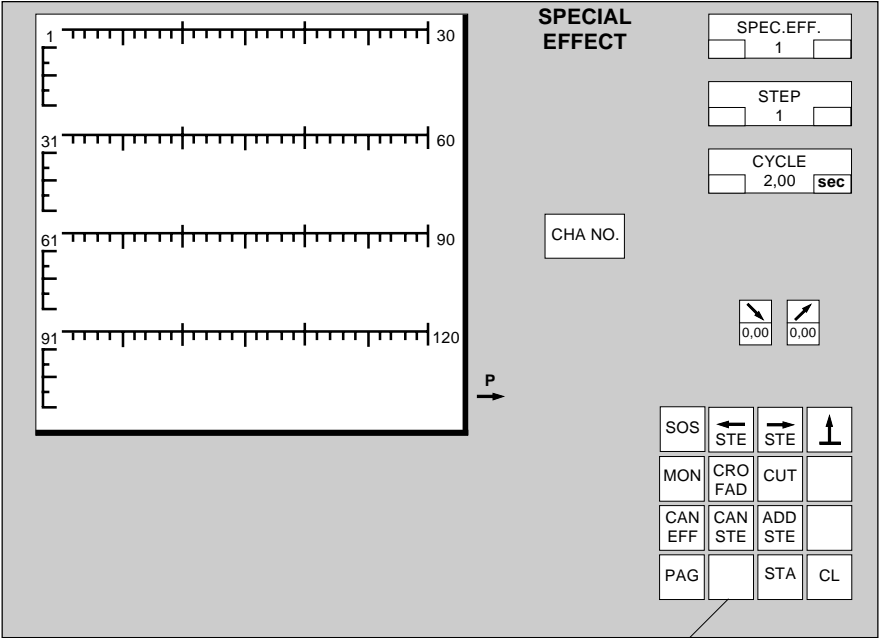 SPECIAL
EFFECT
SPEC.EFF.
1
STEP
1
CYCLE
2,00 sec
1 30
31 60
61 90
91 120
CHA NO.
0,00 0,00
P
SOS STE STE
MON CRO FAD CUT
CAN EFF CAN STE ADD STE
PAG STA CL